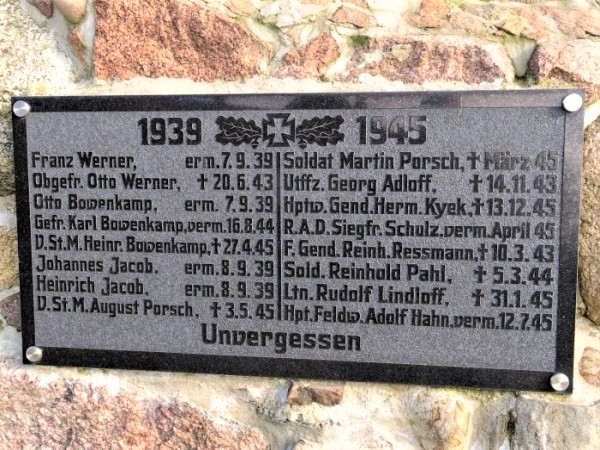 1939 1945
Franz Werner, erm. 7. 9. 39
Obgefr. Otto Werner, † 20. 6. 43
Otto Bowenkamp, erm. 7. 9. 39
Gefr. Karl Bowenkamp, verm. 16. 8. 44
D. St. M. Heinr. Bowenkamp, † 27. 4. 45
Johannes Jacob, erm. 8. 9. 39
Heinrich Jacob, erm. 8. 9. 39
D. St. M. August Porsch, † 3. 5. 45
Soldat Martin Porsch, † März 45
Utffz. Georg Adloff, † 14. 11. 43
Hptw. Gend. Herm. Kyek, † 13. 12. 45
R. A. D. Siegfr. Schulz, verm. April 45
F. Gend. Reinh. Ressmann, † 10. 3. 43
Sold. Reinhold Pahl, † 5. 3. 44
Ltn. Rudolf Lindloff, † 31. 1. 45
Hpt. Feldw. Adolf Hahn, verm. 12. 7. 45
Unvergessen